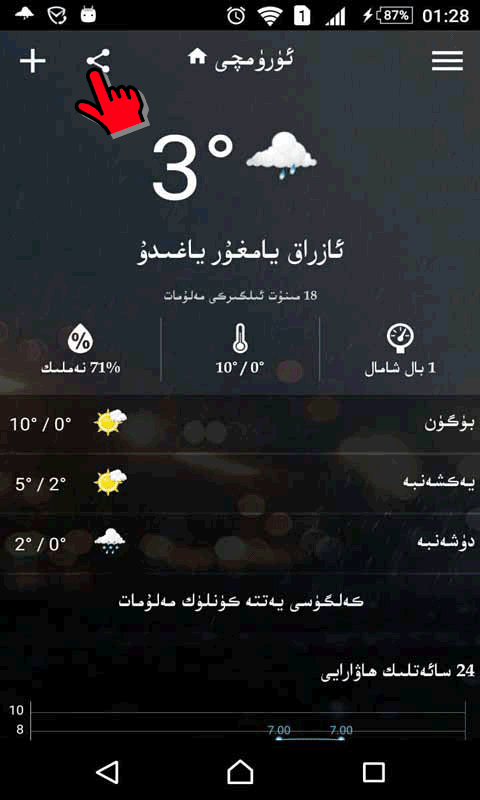 1 87% 01:28
ئۈرۈمچى
3°
ئازراق يامغۇر ياغىدۇ
18 مىنۇت ئىلگىركى مەلۇمات
71% نەملىك
10° / 0°
1 بال شامال
بۈگۈن 10° / 0°
يەكشەنبە 5° / 2°
دۈشەنبە 2° / 0°
كەلگۈسى يەتتە كۈنلۈك مەلۇمات
24 سائەتلىك ھاۋارايى
10
8
7.00 7.00